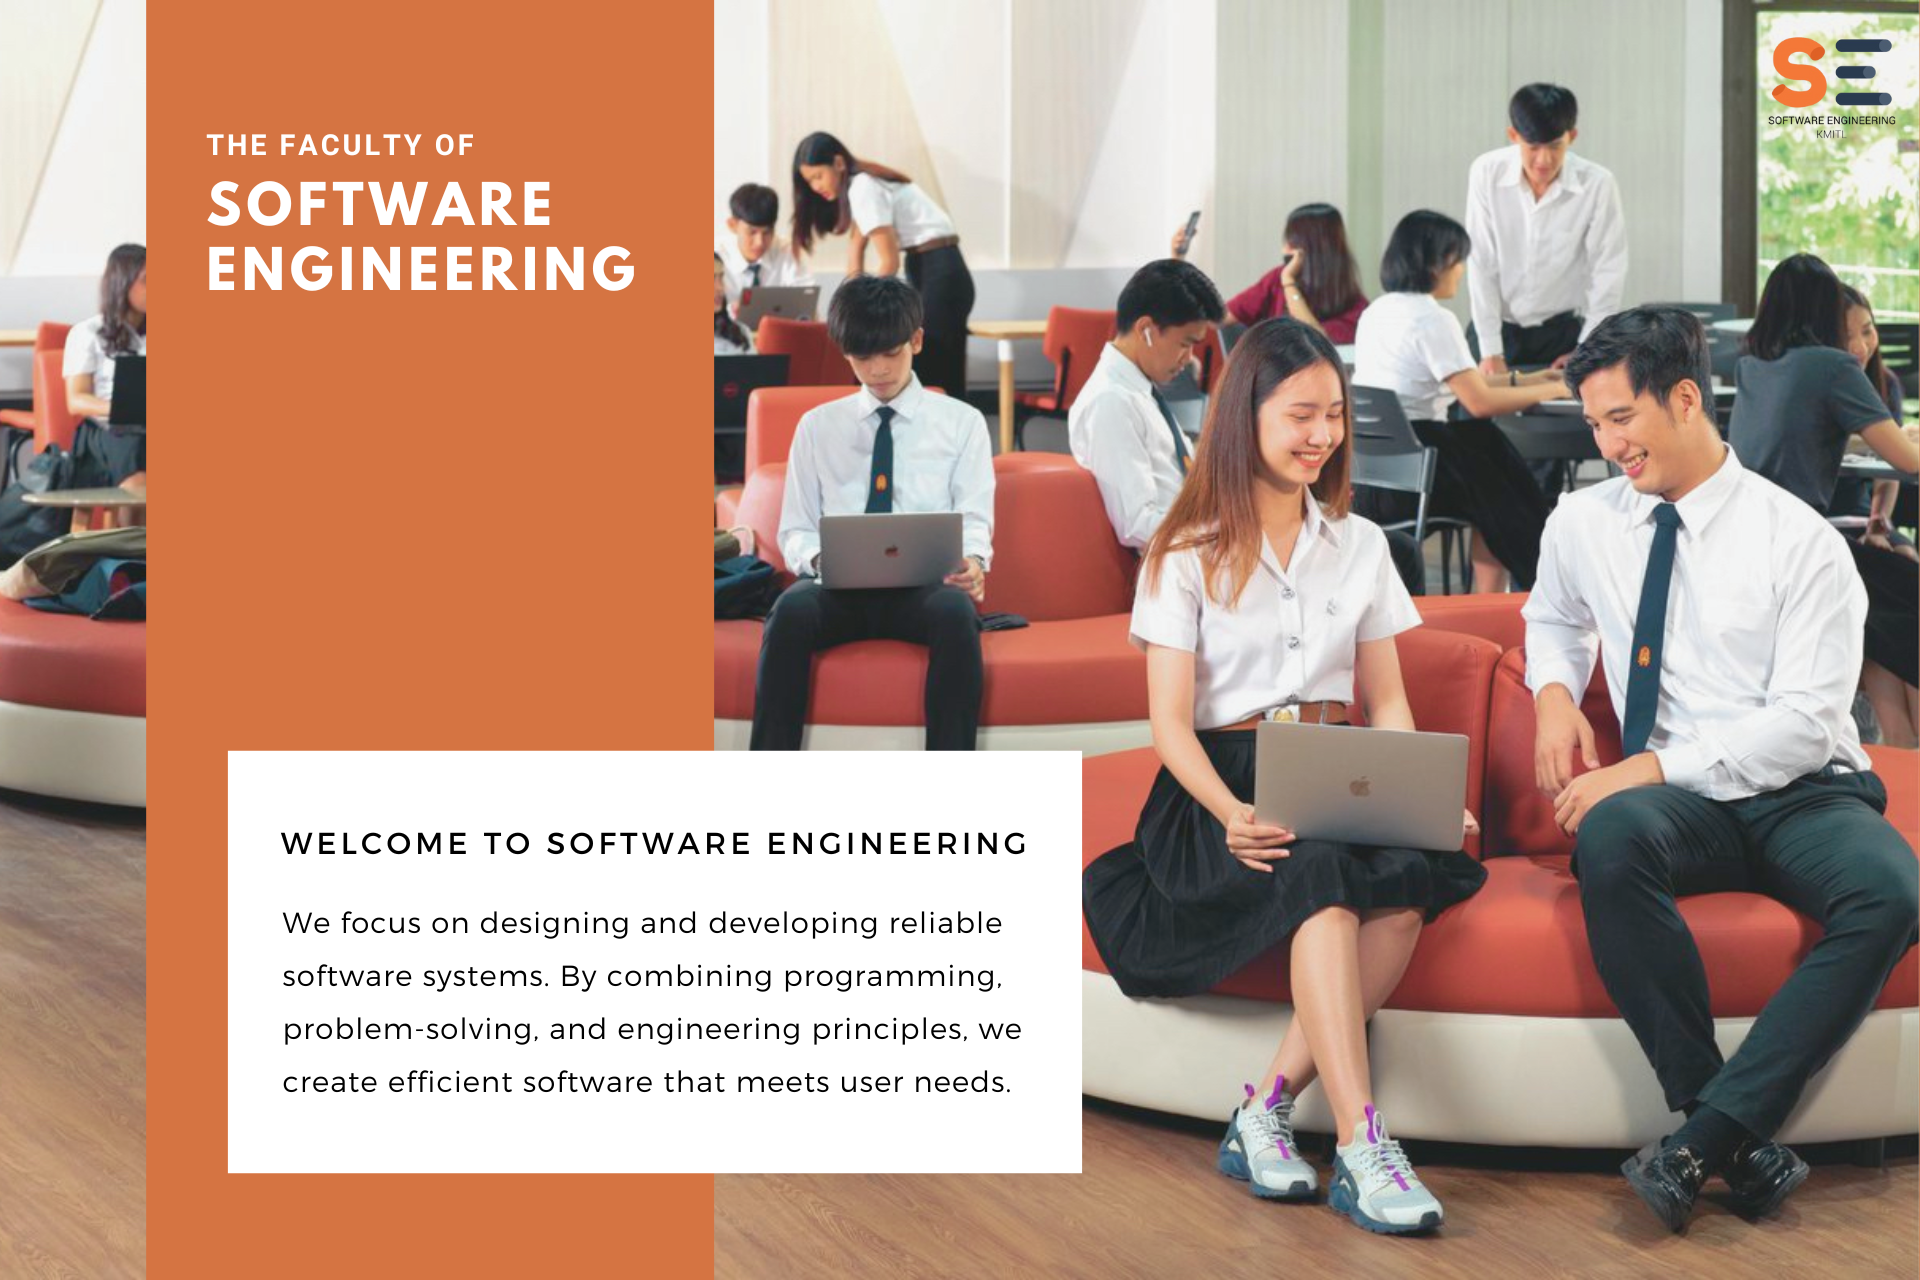 THE FACULTY OF
SOFTWARE
ENGINEERING
SE
SOFTWARE ENGINEERING
KMITL
WELCOME TO SOFTWARE ENGINEERING
We focus on designing and developing reliable
software systems. By combining programming,
problem-solving, and engineering principles, we
create efficient software that meets user needs.